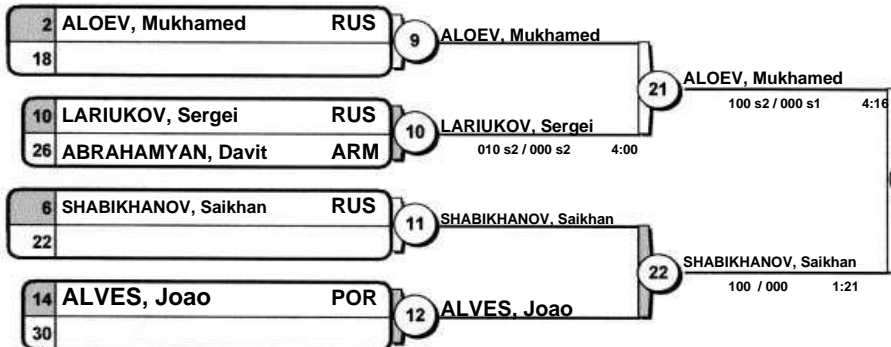 2 ALOEV, Mukhamed RUS
18
9
ALOEV, Mukhamed
10 LARIUKOV, Sergei RUS
26 ABRAHAMYAN, Davit ARM
10
LARIUKOV, Sergei
010 s2 / 000 s2 4:00
21
ALOEV, Mukhamed
100 s2 / 000 s1 4:16
6 SHABIKHANOV, Saikhan RUS
22
11
SHABIKHANOV, Saikhan
14 ALVES, Joao POR
30
12
ALVES, Joao
22
SHABIKHANOV, Saikhan
100 / 000 1:21